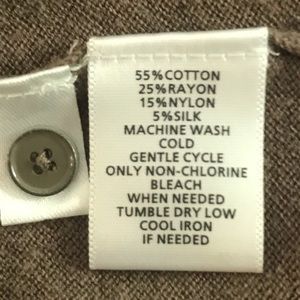 55%COTTON
25%RAYON
15%NYLON
5%SILK
MACHINE WASH
COLD
GENTLE CYCLE
ONLY NON-CHLORINE
BLEACH
WHEN NEEDED
TUMBLE DRY LOW
COOL IRON
IF NEEDED